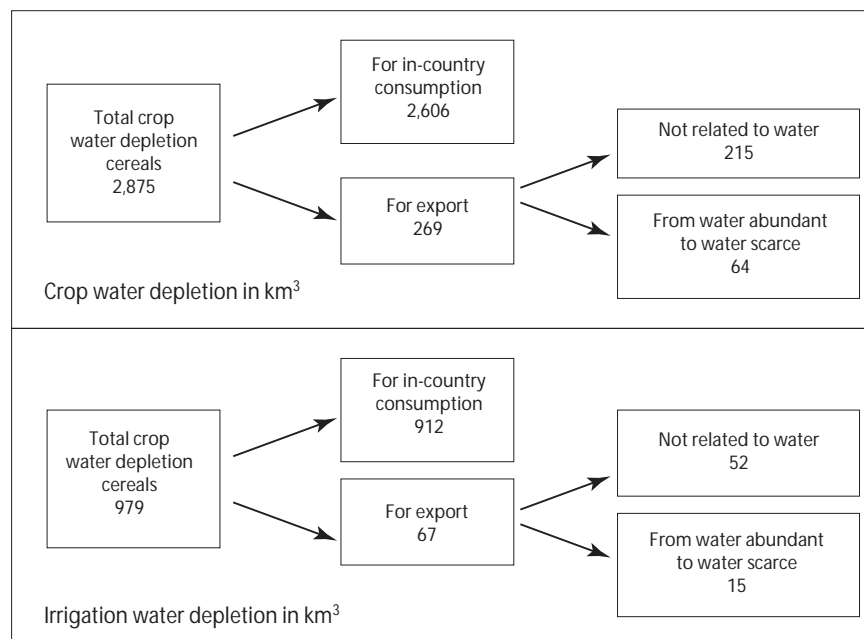 Total crop
water depletion
cereals
2,875
For in-country
consumption
2,606
For export
269
Not related to water
215
From water abundant
to water scarce
64
Crop water depletion in km³
Total crop
water depletion
cereals
979
For in-country
consumption
912
For export
67
Not related to water
52
From water abundant
to water scarce
15
Irrigation water depletion in km³